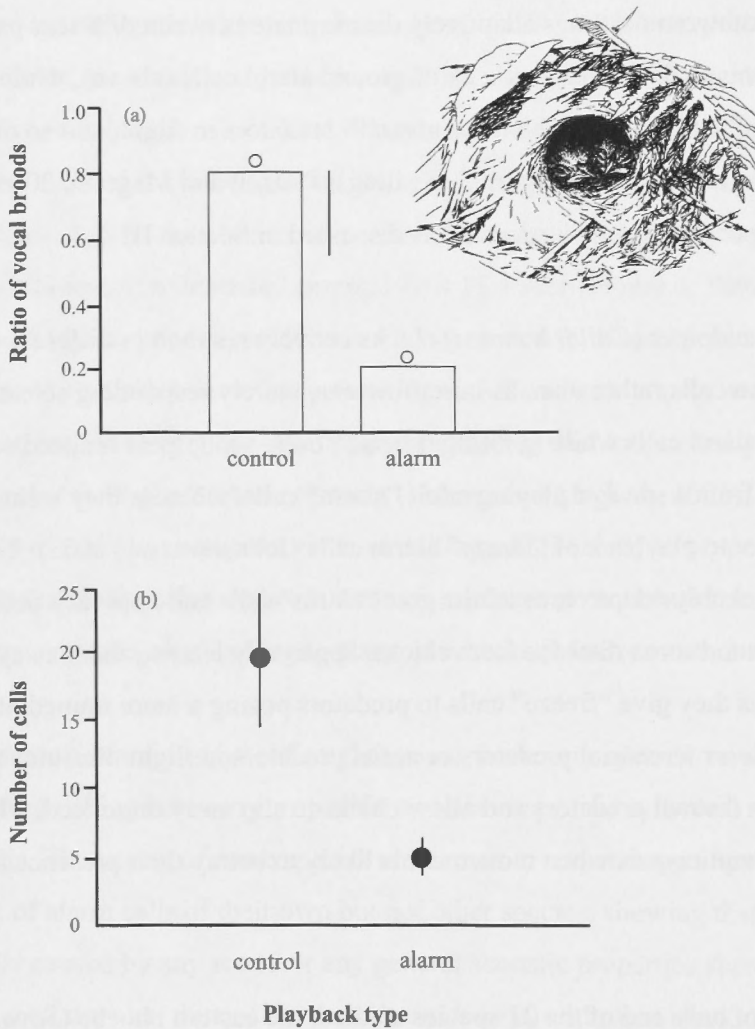 (a)
Ratio of vocal broods
1.0
0.8
0.6
0.4
0.2
0
control
alarm
(b)
Number of calls
25
20
15
10
5
0
control
alarm
Playback type